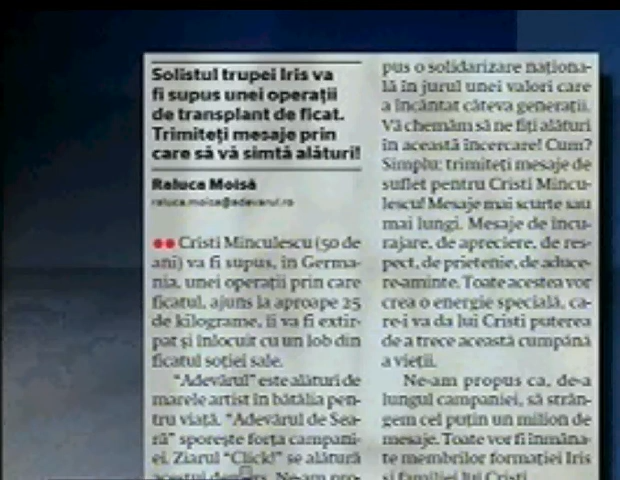 Solistul trupei Iris va
fi supus unei operații
de transplant de ficat.
Trimiteți mesaje prin
care să vă simtă alături!
Raluca Moisă
raluca.moisa@adevarul.ro
Cristi Minculescu (50 de
ani) va fi supus, în Germa-
nia, unei operații prin care
ficatul, ajuns la aproape 25
de kilograme, îi va fi extir-
pat și înlocuit cu un lob din
ficatul soției sale.
"Adevărul" este alături de
marele artist în bătălia pen-
tru viață. "Adevărul de Sea-
ră" sporește forța campani-
ei. Ziarul "Click!" se alătură
acestui demers. Ne-am pro-
pus o solidarizare naționa-
lă în jurul unei valori care
a încântat câteva generații.
Vă chemăm să ne fiți alături
în această încercare! Cum?
Simplu: trimiteți mesaje de
suflet pentru Cristi Mincu-
lescu! Mesaje mai scurte sau
mai lungi. Mesaje de încu-
rajare, de apreciere, de res-
pect, de prietenie, de aduce-
re-aminte. Toate acestea vor
crea o energie specială, ca-
re-i va da lui Cristi puterea
de a trece această cumpănă
a vieții.
Ne-am propus ca, de-a
lungul campaniei, să strân-
gem cel puțin un milion de
mesaje. Toate vor fi înmâna-
te membrilor formației Iris
și familiei lui Cristi